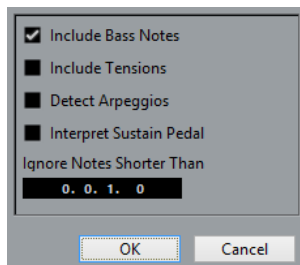 Include Bass Notes
Include Tensions
Detect Arpeggios
Interpret Sustain Pedal
Ignore Notes Shorter Than
0. 0. 1. 0
OK Cancel